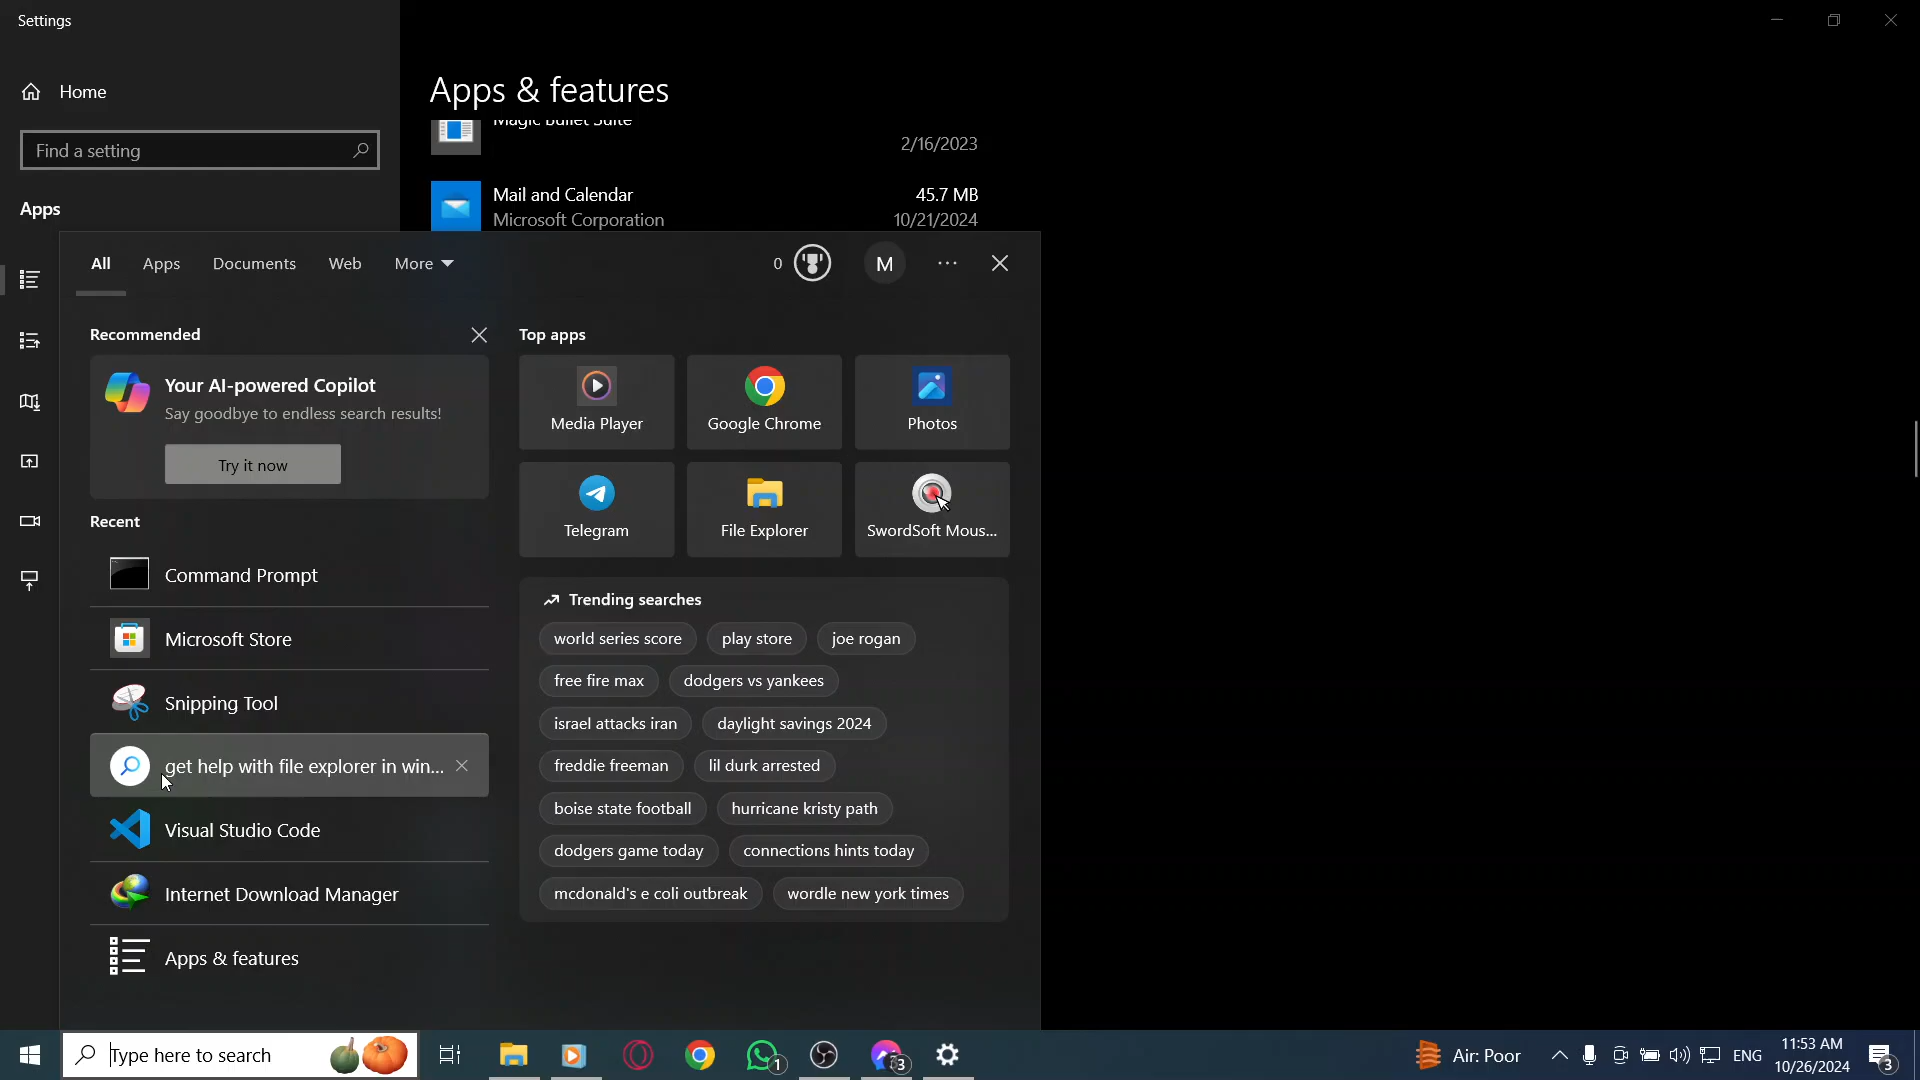 Settings
Home
Find a setting
Apps
Apps & features
Magic Bullet Suite
2/16/2023
Mail and Calendar 45.7 MB
Microsoft Corporation 10/21/2024
All Apps Documents Web More 0 M ...
Recommended
Your AI-powered Copilot
Say goodbye to endless search results!
Try it now
Recent
Command Prompt
Microsoft Store
Snipping Tool
get help with file explorer in win...
Visual Studio Code
Internet Download Manager
Apps & features
Top apps
Media Player Google Chrome Photos
Telegram File Explorer SwordSoft Mous...
Trending searches
world series score play store joe rogan
free fire max dodgers vs yankees
israel attacks iran daylight savings 2024
freddie freeman lil durk arrested
boise state football hurricane kristy path
dodgers game today connections hints today
mcdonald's e coli outbreak wordle new york times
Type here to search 1 3 Air: Poor ENG 11:53 AM 3
10/26/2024